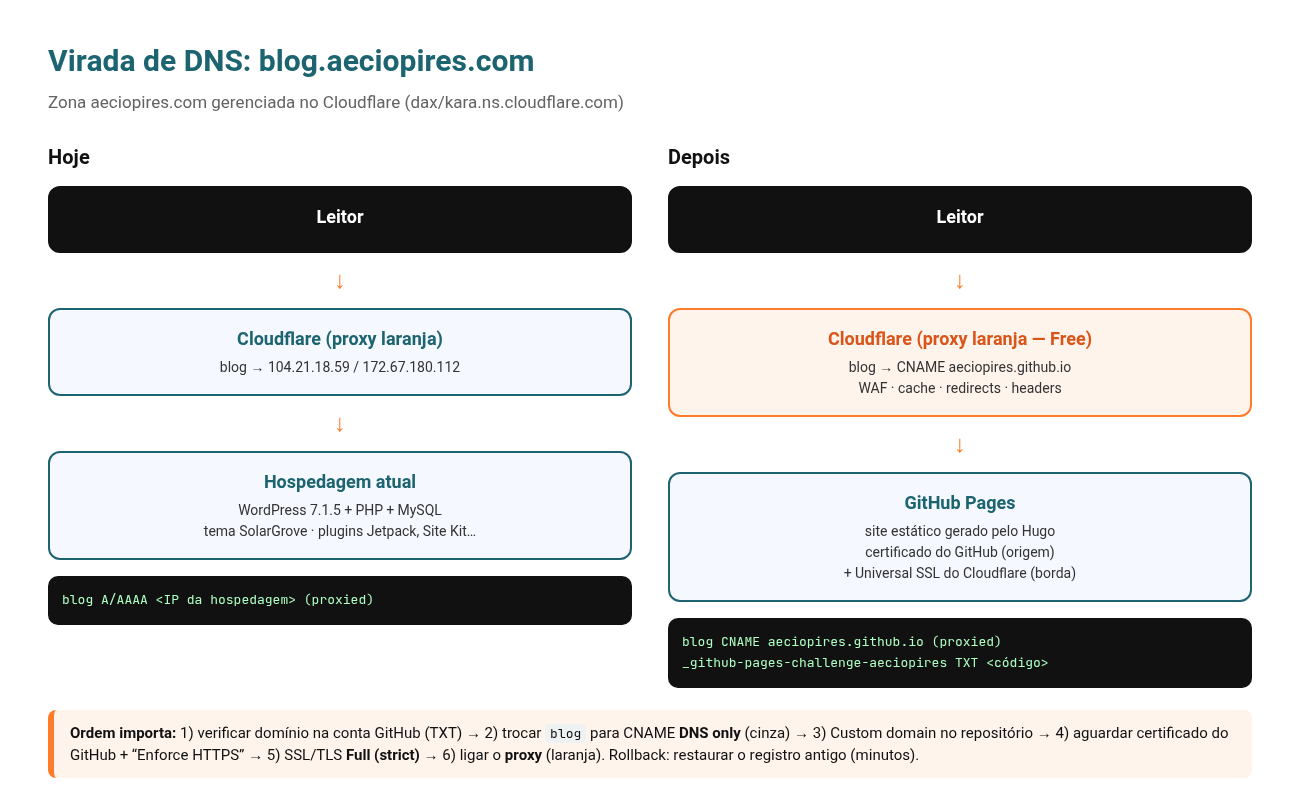 Virada de DNS: blog.aeciopires.com
Zona aeciopires.com gerenciada no Cloudflare (dax/kara.ns.cloudflare.com)
Hoje
Leitor
↓
Cloudflare (proxy laranja)
blog → 104.21.18.59 / 172.67.180.112
↓
Hospedagem atual
WordPress 7.1.5 + PHP + MySQL
tema SolarGrove · plugins Jetpack, Site Kit…
blog A/AAAA <IP da hospedagem> (proxied)
Depois
Leitor
↓
Cloudflare (proxy laranja — Free)
blog → CNAME aeciopires.github.io
WAF · cache · redirects · headers
↓
GitHub Pages
site estático gerado pelo Hugo
certificado do GitHub (origem)
+ Universal SSL do Cloudflare (borda)
blog CNAME aeciopires.github.io (proxied)
_github-pages-challenge-aeciopires TXT <código>
Ordem importa: 1) verificar domínio na conta GitHub (TXT) → 2) trocar blog para CNAME DNS only (cinza) → 3) Custom domain no repositório → 4) aguardar certificado do
GitHub + “Enforce HTTPS” → 5) SSL/TLS Full (strict) → 6) ligar o proxy (laranja). Rollback: restaurar o registro antigo (minutos).